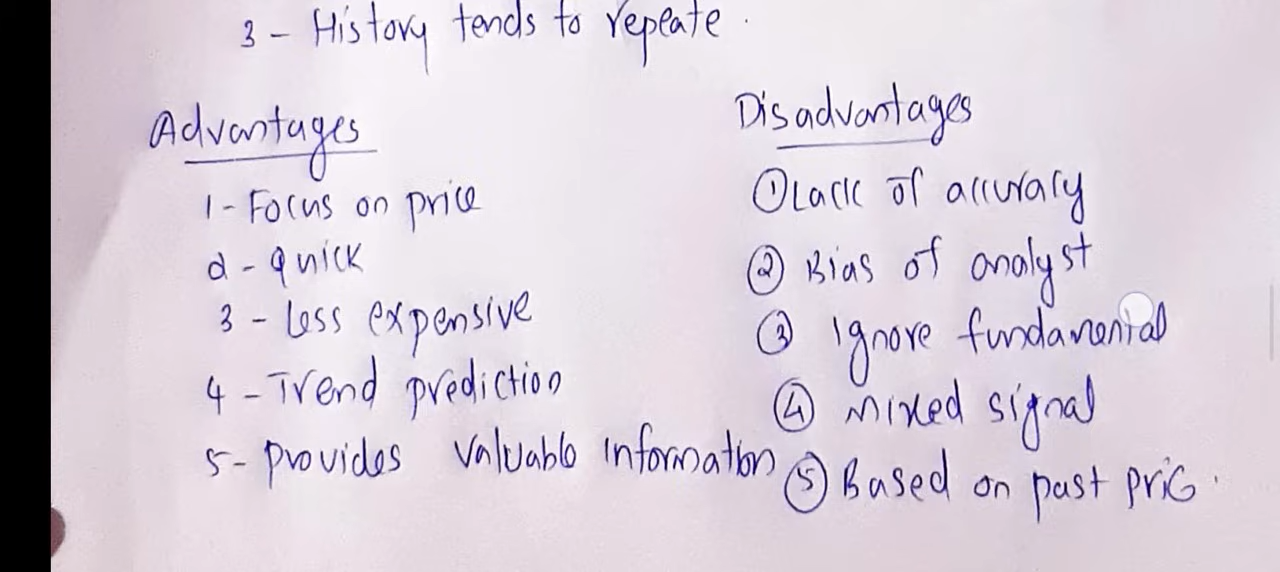 3 - History tends to repeate.
Advantages
1 - Focus on price
2 - quick
3 - Less expensive
4 - Trend prediction
5 - provides valuable information
Disadvantages
① Lack of accuracy
② Bias of analyst
③ Ignore fundamental
④ mixed signal
⑤ Based on past price.